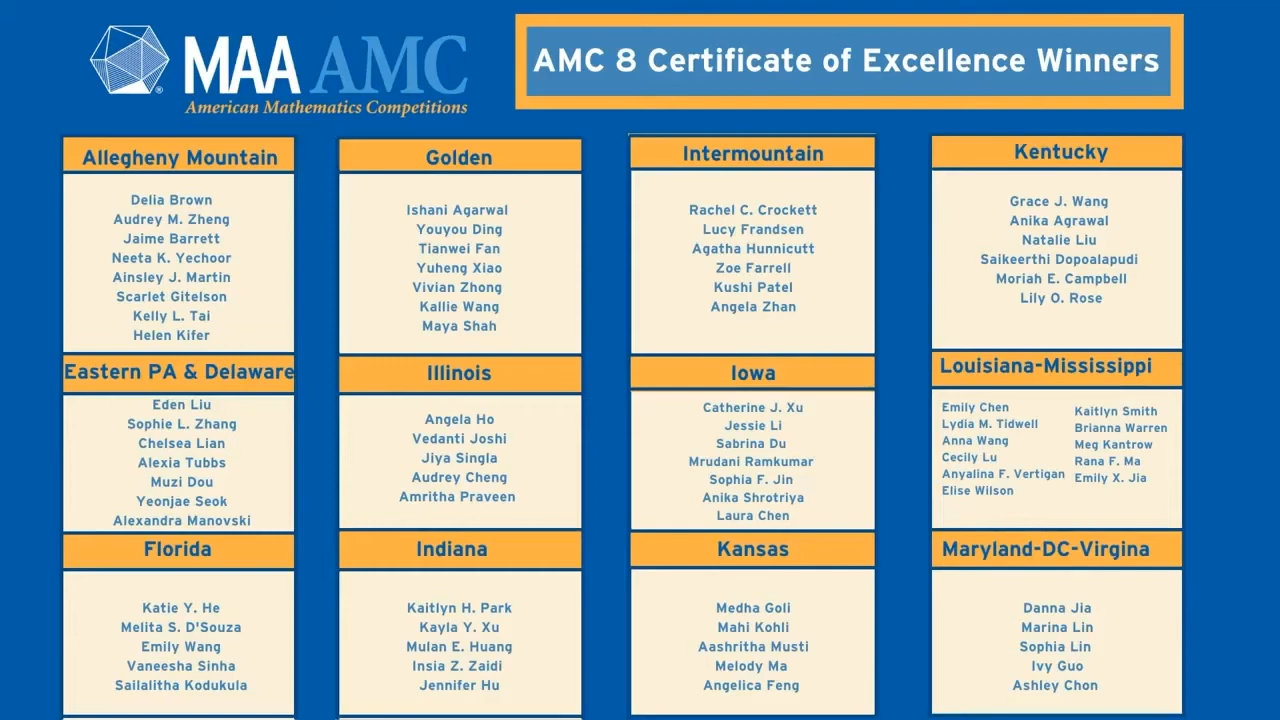 MAA AMC
American Mathematics Competitions
AMC 8 Certificate of Excellence Winners
Allegheny Mountain
Delia Brown
Audrey M. Zheng
Jaime Barrett
Neeta K. Yechoor
Ainsley J. Martin
Scarlet Gitelson
Kelly L. Tai
Helen Kifer
Eastern PA & Delaware
Eden Liu
Sophie L. Zhang
Chelsea Lian
Alexia Tubbs
Muzi Dou
Yeonjae Seok
Alexandra Manovski
Florida
Katie Y. He
Melita S. D'Souza
Emily Wang
Vaneesha Sinha
Sailalitha Kodukula
Golden
Ishani Agarwal
Youyou Ding
Tianwei Fan
Yuheng Xiao
Vivian Zhong
Kallie Wang
Maya Shah
Illinois
Angela Ho
Vedanti Joshi
Jiya Singla
Audrey Cheng
Amritha Praveen
Indiana
Kaitlyn H. Park
Kayla Y. Xu
Mulan E. Huang
Insia Z. Zaidi
Jennifer Hu
Intermountain
Rachel C. Crockett
Lucy Frandsen
Agatha Hunnicutt
Zoe Farrell
Kushi Patel
Angela Zhan
Iowa
Catherine J. Xu
Jessie Li
Sabrina Du
Mrudani Ramkumar
Sophia F. Jin
Anika Shrotriya
Laura Chen
Kansas
Medha Goli
Mahi Kohli
Aashritha Musti
Melody Ma
Angelica Feng
Kentucky
Grace J. Wang
Anika Agrawal
Natalie Liu
Saikeerthi Dopoalapudi
Moriah E. Campbell
Lily O. Rose
Louisiana-Mississippi
Emily Chen
Lydia M. Tidwell
Anna Wang
Cecily Lu
Anyalina F. Vertigan
Elise Wilson
Kaitlyn Smith
Brianna Warren
Meg Kantrow
Rana F. Ma
Emily X. Jia
Maryland-DC-Virgina
Danna Jia
Marina Lin
Sophia Lin
Ivy Guo
Ashley Chon